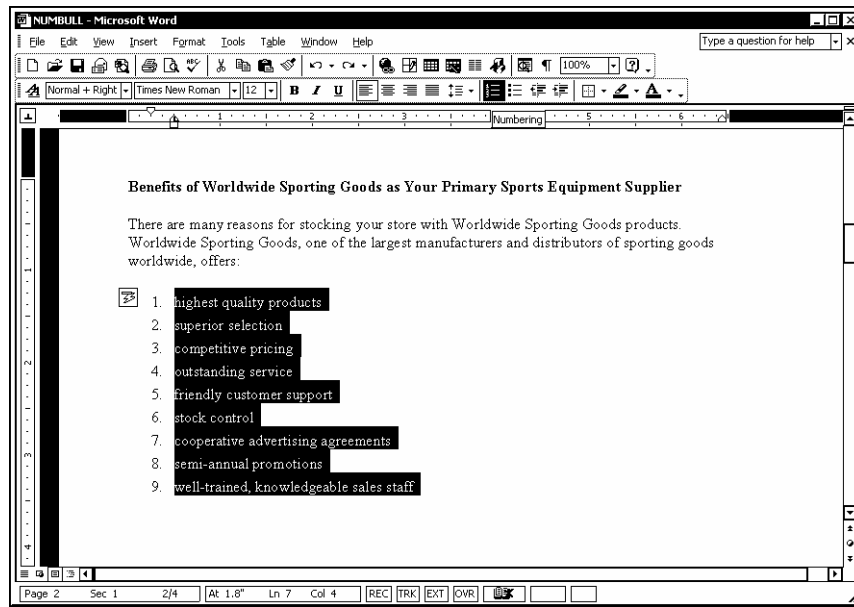 NUMBULL - Microsoft Word
File Edit View Insert Format Tools Table Window Help Type a question for help
100%
Normal + Right Times New Roman 12 B I U
1 2 3 Numbering 5 6
Benefits of Worldwide Sporting Goods as Your Primary Sports Equipment Supplier
There are many reasons for stocking your store with Worldwide Sporting Goods products.
Worldwide Sporting Goods, one of the largest manufacturers and distributors of sporting goods
worldwide, offers:
1. highest quality products
2. superior selection
3. competitive pricing
4. outstanding service
5. friendly customer support
6. stock control
7. cooperative advertising agreements
8. semi-annual promotions
9. well-trained, knowledgeable sales staff
Page 2 Sec 1 2/4 At 1.8" Ln 7 Col 4 REC TRK EXT OVR